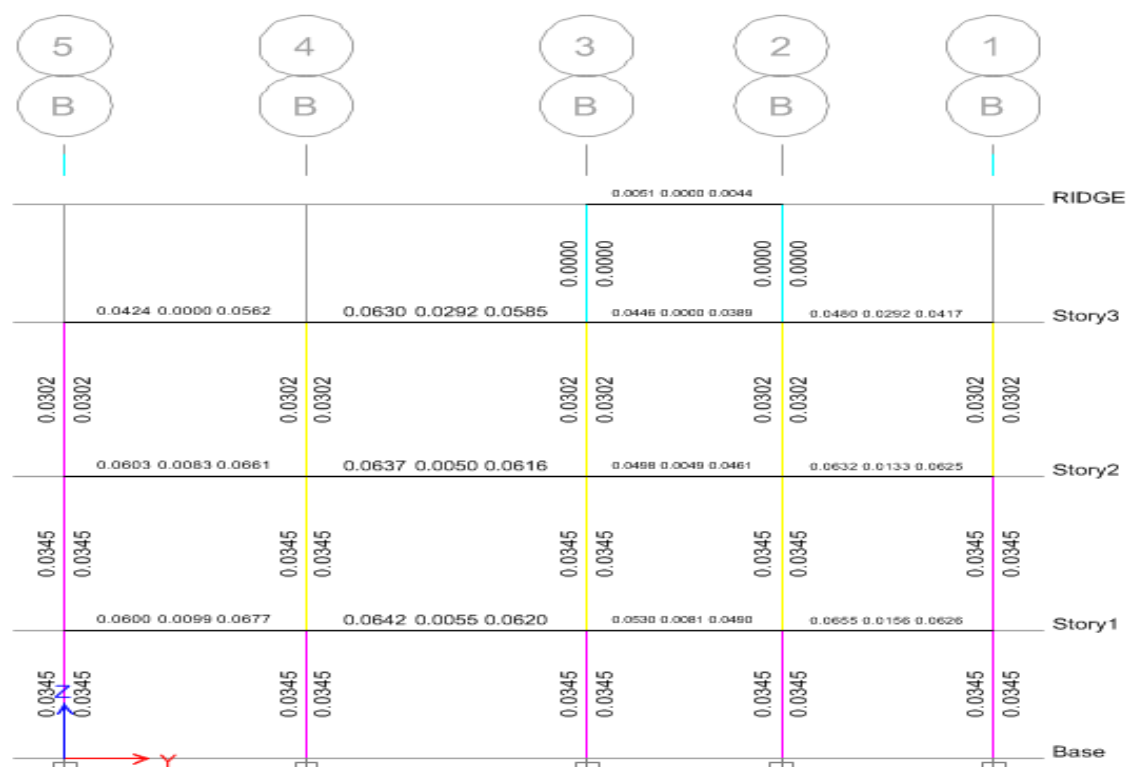 5 4 3 2 1
B B B B B
0.0051 0.0000 0.0044
RIDGE
0.0000 0.0000 0.0000 0.0000
0.0424 0.0000 0.0562 0.0630 0.0292 0.0585 0.0446 0.0000 0.0389 0.0480 0.0292 0.0417
Story3
0.0302 0.0302 0.0302 0.0302 0.0302 0.0302 0.0302 0.0302 0.0302 0.0302
0.0603 0.0083 0.0661 0.0637 0.0050 0.0616 0.0498 0.0049 0.0461 0.0632 0.0133 0.0625
Story2
0.0345 0.0345 0.0345 0.0345 0.0345 0.0345 0.0345 0.0345 0.0345 0.0345
0.0600 0.0099 0.0677 0.0642 0.0055 0.0620 0.0530 0.0081 0.0490 0.0655 0.0156 0.0626
Story1
0.0345 0.0345 0.0345 0.0345 0.0345 0.0345 0.0345 0.0345 0.0345 0.0345
Z
Base
Y